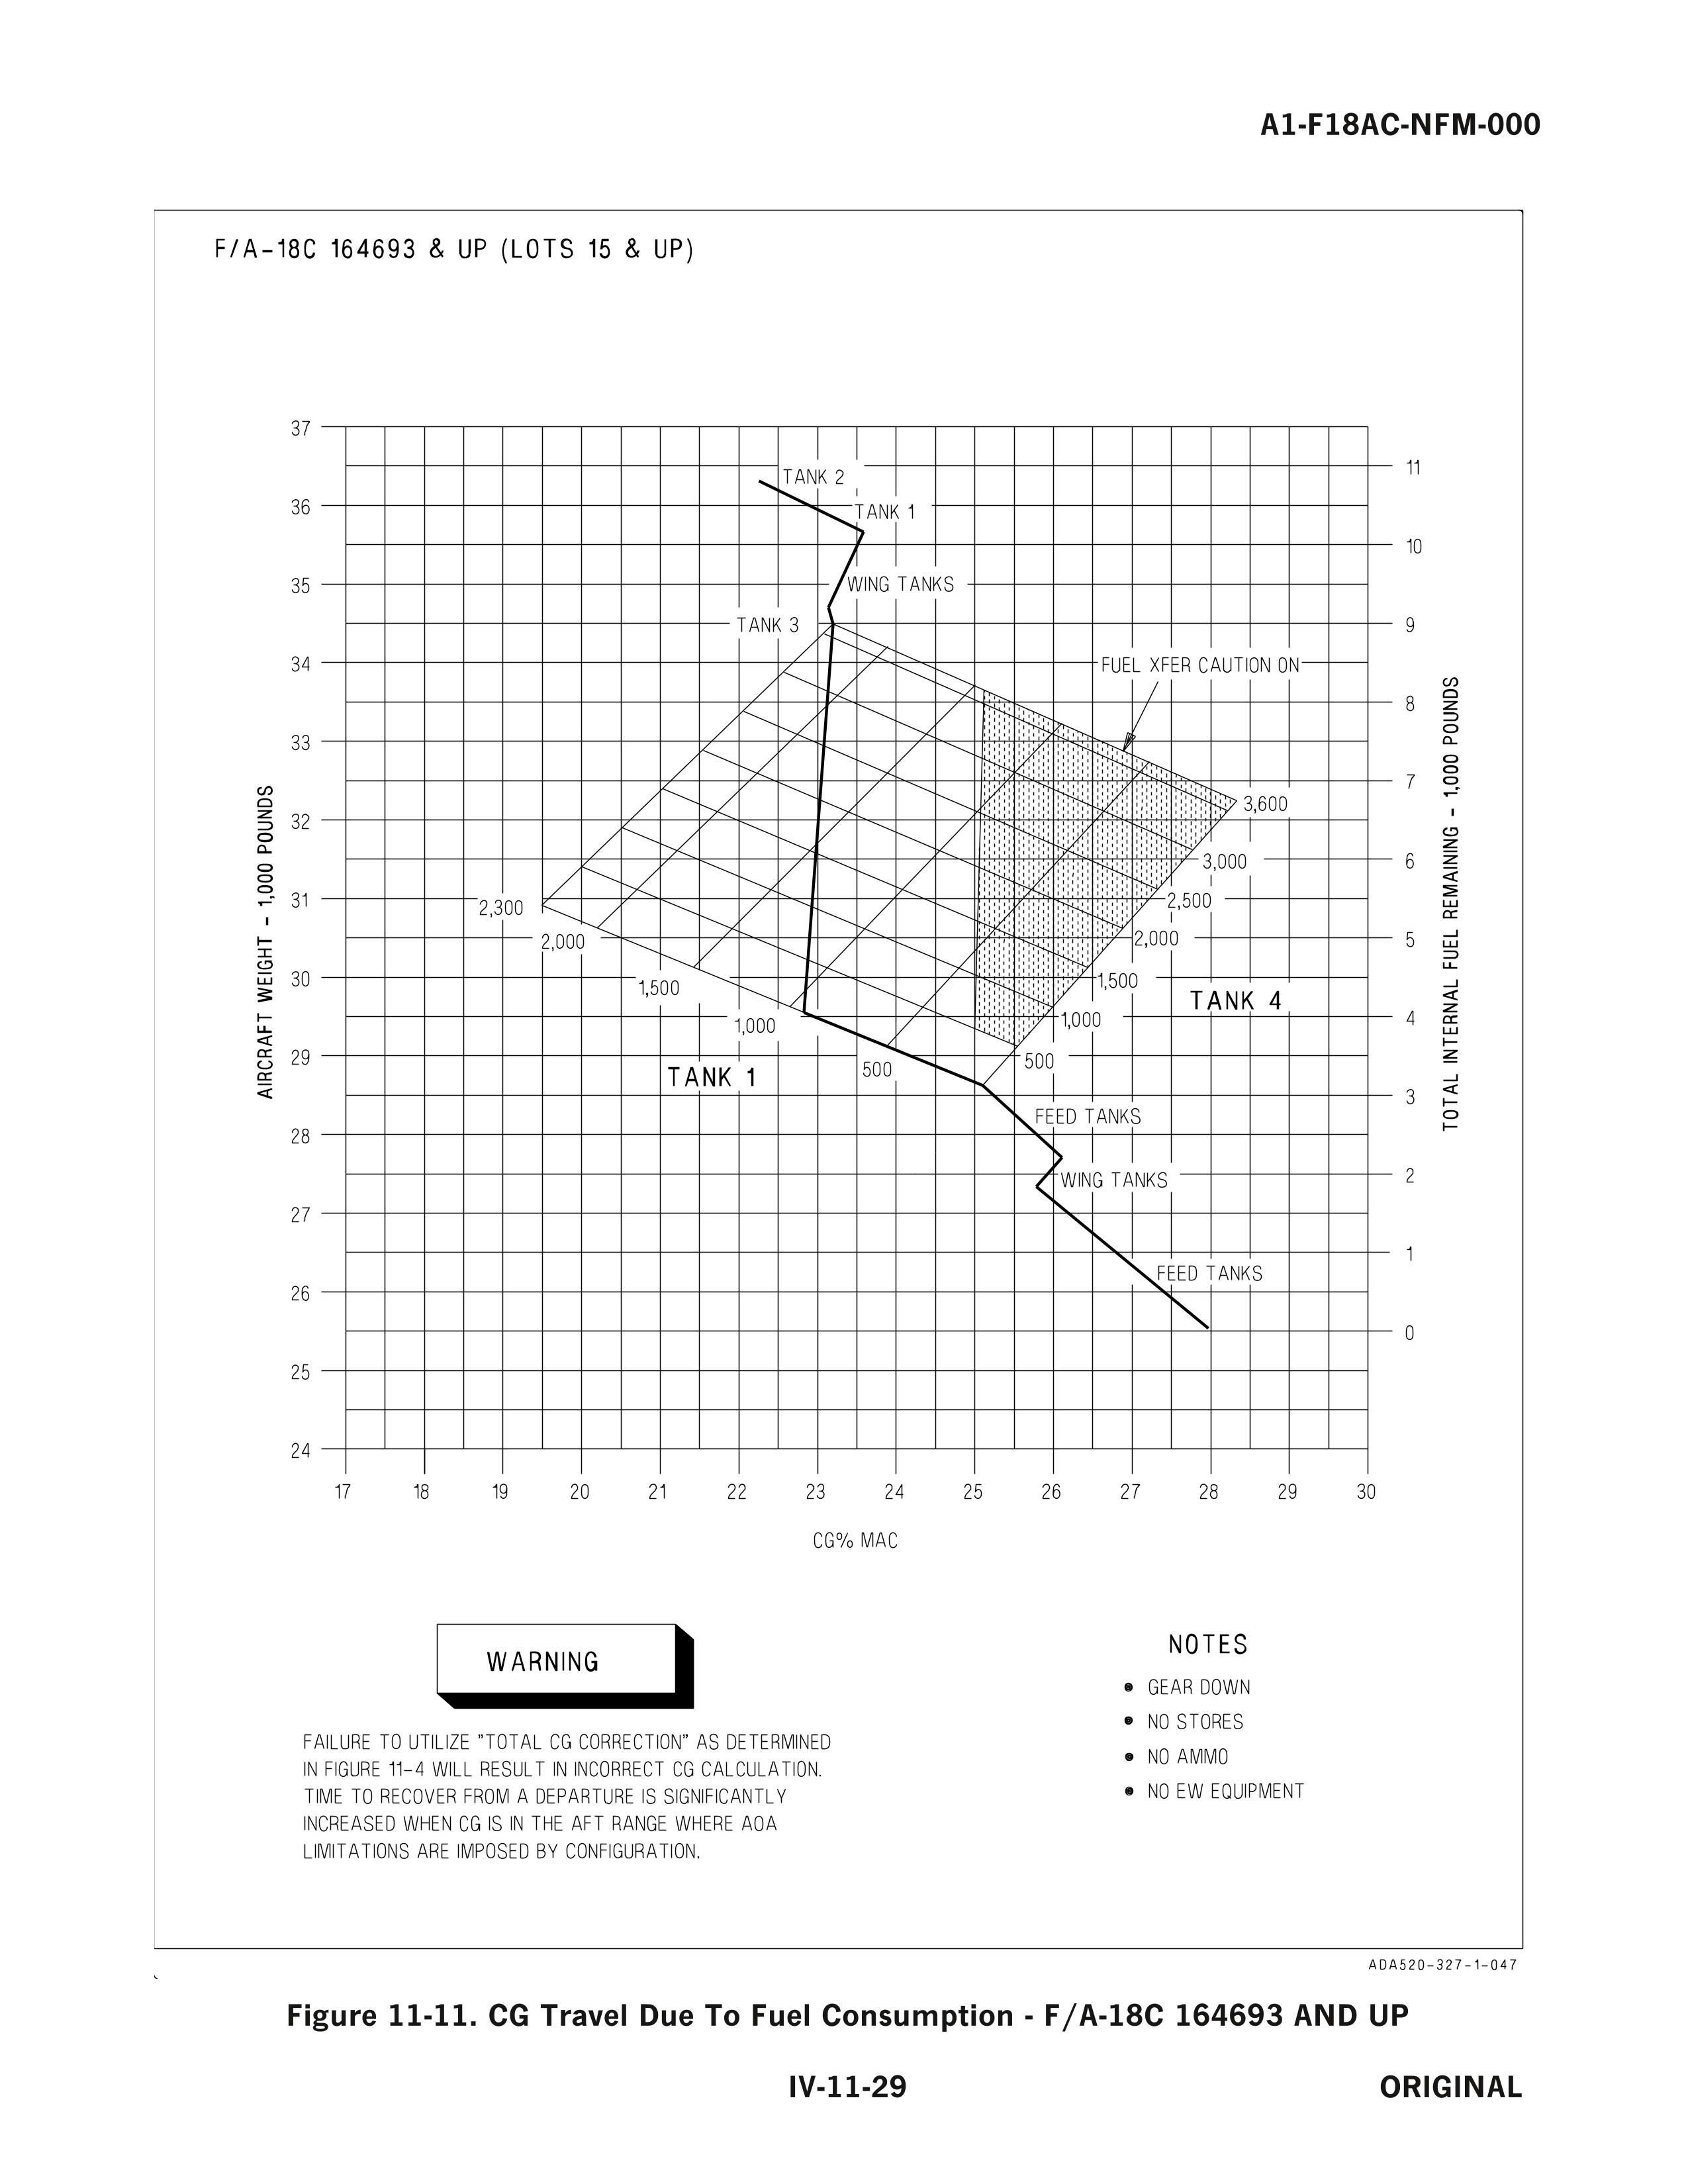 A1-F18AC-NFM-000
F/A-18C 164693 & UP (LOTS 15 & UP)
37
36
35
34
33
32
31
30
29
28
27
26
25
24
AIRCRAFT WEIGHT - 1,000 POUNDS
11
10
9
8
7
6
5
4
3
2
1
0
TOTAL INTERNAL FUEL REMAINING - 1,000 POUNDS
TANK 2
TANK 1
WING TANKS
TANK 3
FUEL XFER CAUTION ON
3,600
3,000
2,500
2,000
1,500
1,000
500
TANK 4
2,300
2,000
1,500
1,000
500
TANK 1
FEED TANKS
WING TANKS
FEED TANKS
17 18 19 20 21 22 23 24 25 26 27 28 29 30
CG% MAC
WARNING
FAILURE TO UTILIZE "TOTAL CG CORRECTION" AS DETERMINED
IN FIGURE 11-4 WILL RESULT IN INCORRECT CG CALCULATION.
TIME TO RECOVER FROM A DEPARTURE IS SIGNIFICANTLY
INCREASED WHEN CG IS IN THE AFT RANGE WHERE AOA
LIMITATIONS ARE IMPOSED BY CONFIGURATION.
NOTES
• GEAR DOWN
• NO STORES
• NO AMMO
• NO EW EQUIPMENT
ADA520-327-1-047
Figure 11-11. CG Travel Due To Fuel Consumption - F/A-18C 164693 AND UP
IV-11-29
ORIGINAL